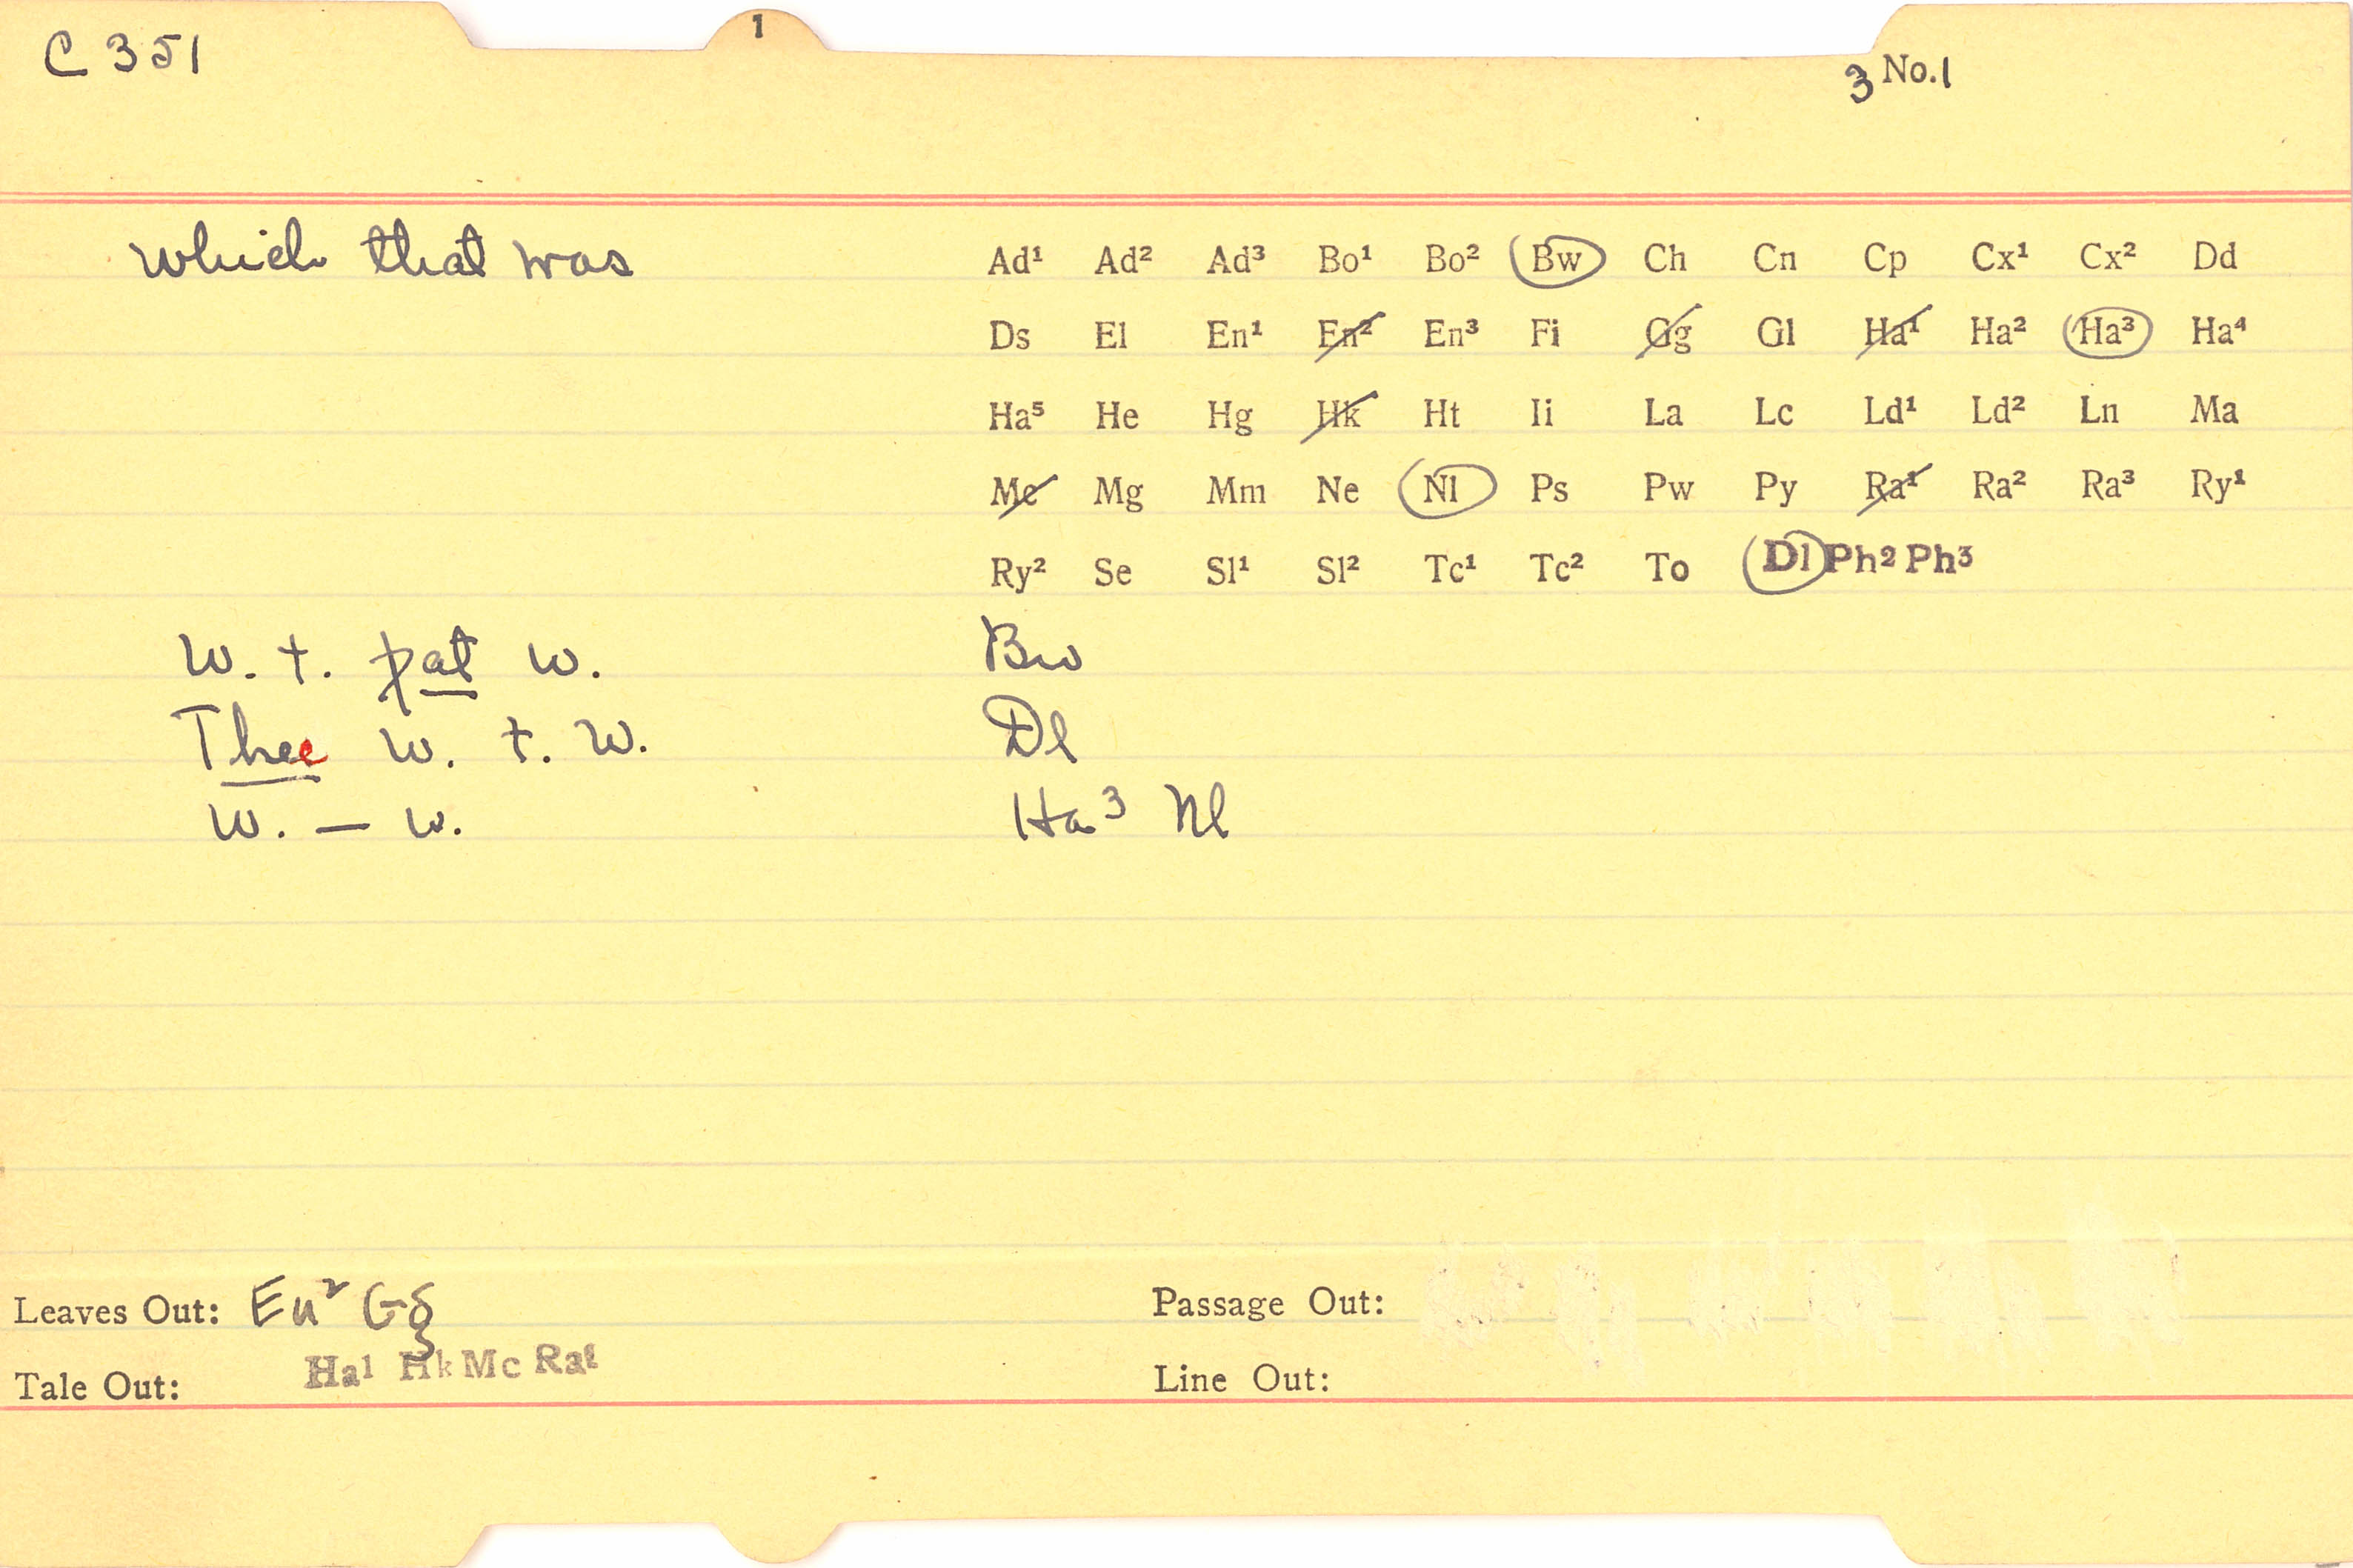 1
C 351
3 No. 1
which that was
Ad¹ Ad² Ad³ Bo¹ Bo² Bw Ch Cn Cp Cx¹ Cx² Dd
Ds El En¹ En² En³ Fi Gg Gl Ha¹ Ha² Ha³ Ha⁴
Ha⁵ He Hg Hk Ht Ii La Lc Ld¹ Ld² Ln Ma
Mc Mg Mm Ne Nl Ps Pw Py Ra¹ Ra² Ra³ Ry¹
Ry² Se Sl¹ Sl² Tc¹ Tc² To Dl Ph2 Ph3
w. t. þat w. Bw
Thee w. t. w. Dl
w. — w. Ha³ Nl
Leaves Out: En² Gg Passage Out:
Tale Out: Ha1 Hk Mc Ra1 Line Out: